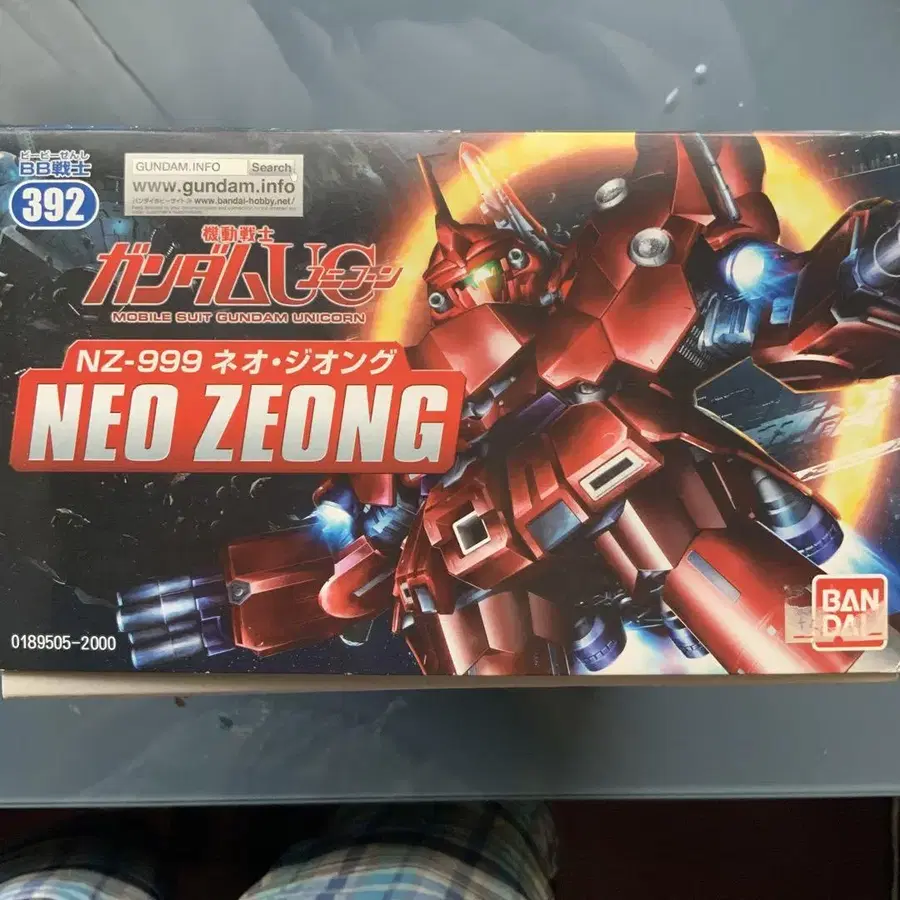 ビービーせんし
BB戦士
392
GUNDAM.INFO Search
www.gundam.info
バンダイホビーサイト www.bandai-hobby.net/
機動戦士
ガンダムUC
ユニコーン
MOBILE SUIT GUNDAM UNICORN
NZ-999 ネオ・ジオング
NEO ZEONG
0189505-2000
BAN
DAI